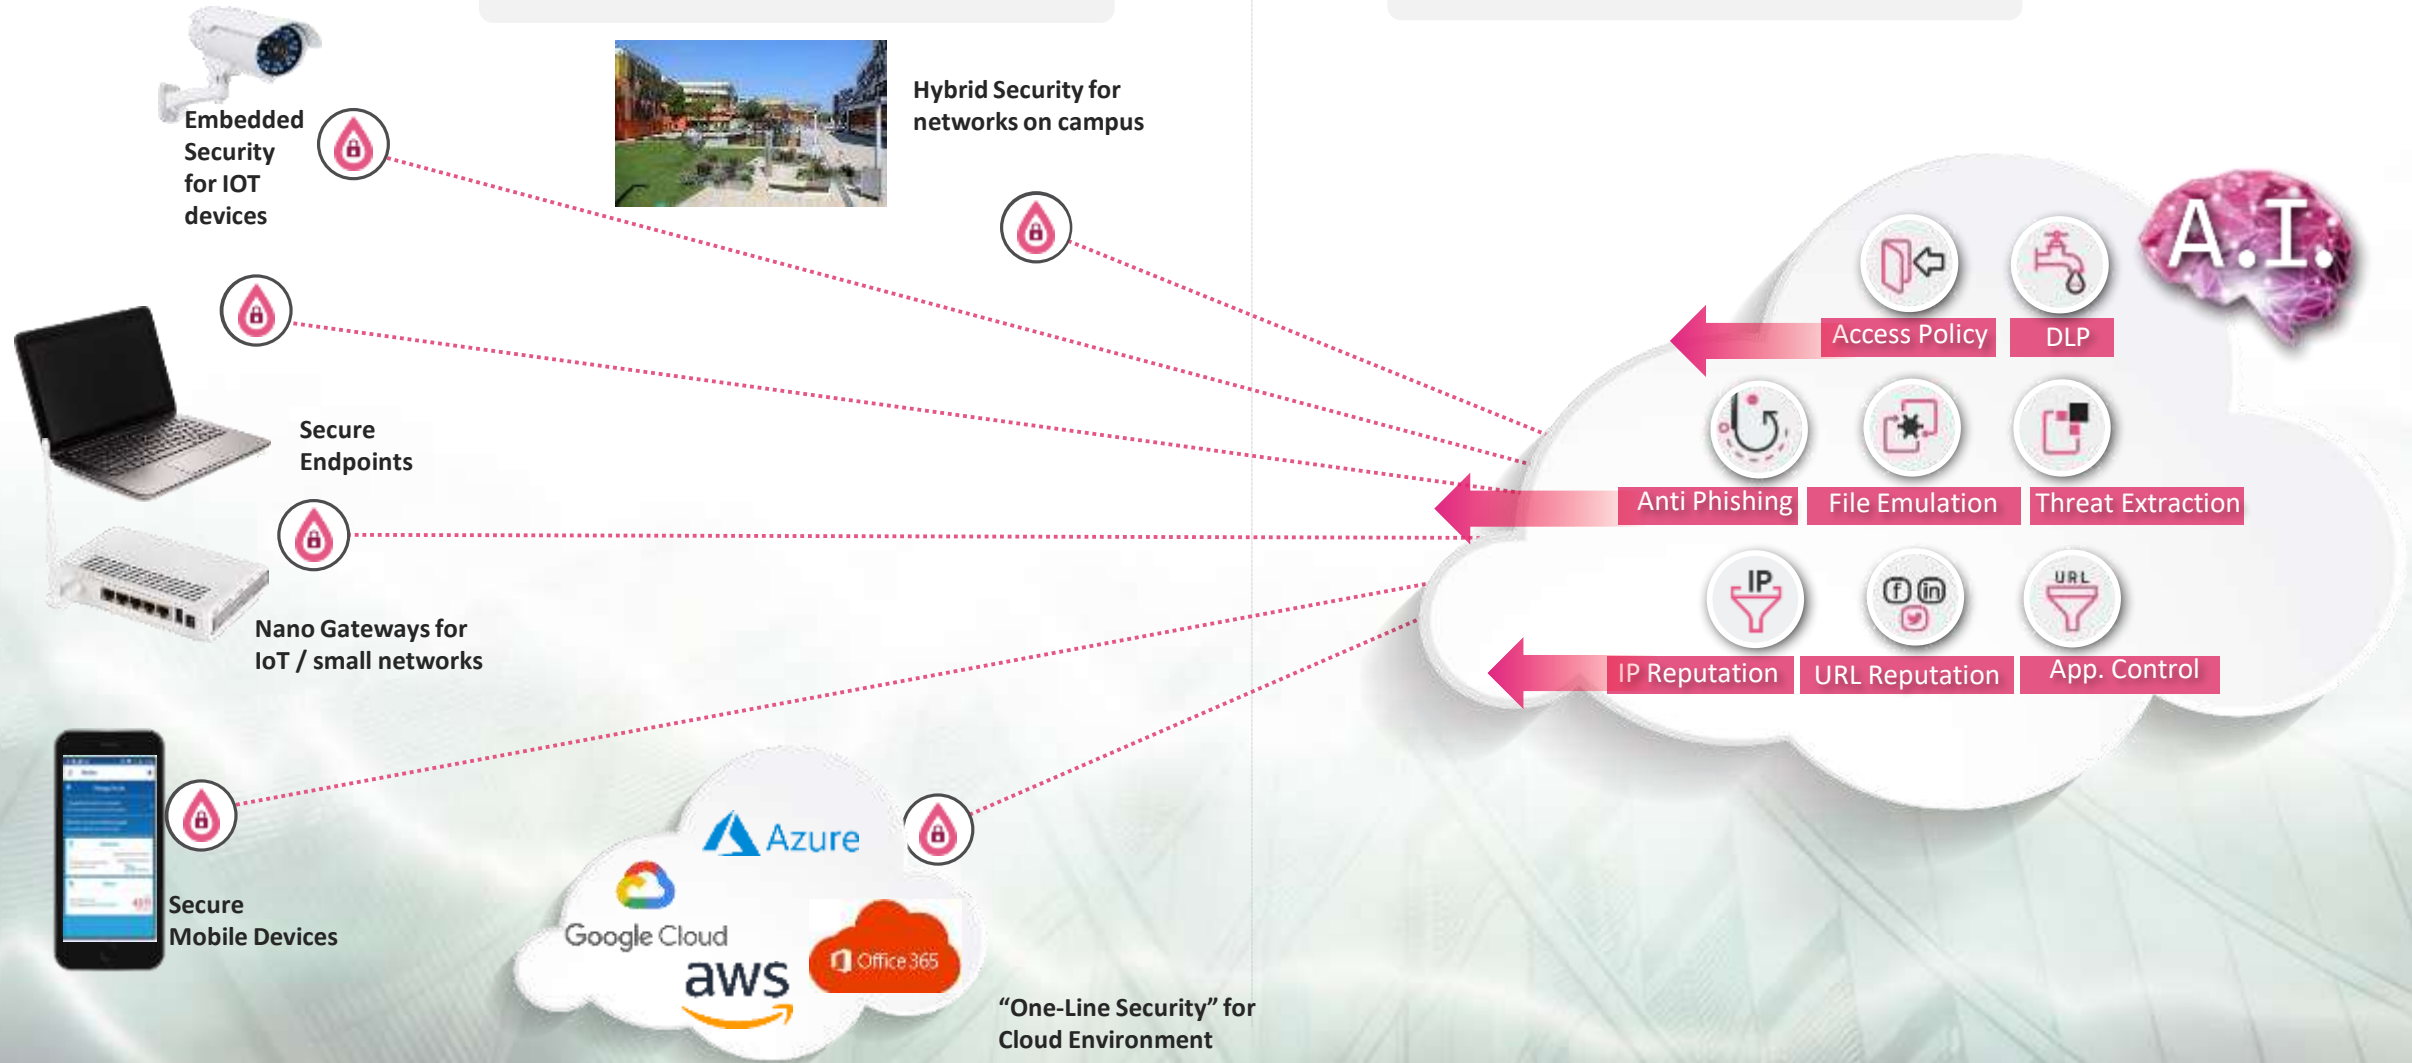 Embedded
Security
for IOT
devices
Hybrid Security for
networks on campus
Secure
Endpoints
Nano Gateways for
IoT / small networks
Secure
Mobile Devices
Azure
Google Cloud
aws
Office 365
“One-Line Security” for
Cloud Environment
A.I.
Access Policy
DLP
Anti Phishing
File Emulation
Threat Extraction
IP
f in
URL
IP Reputation
URL Reputation
App. Control